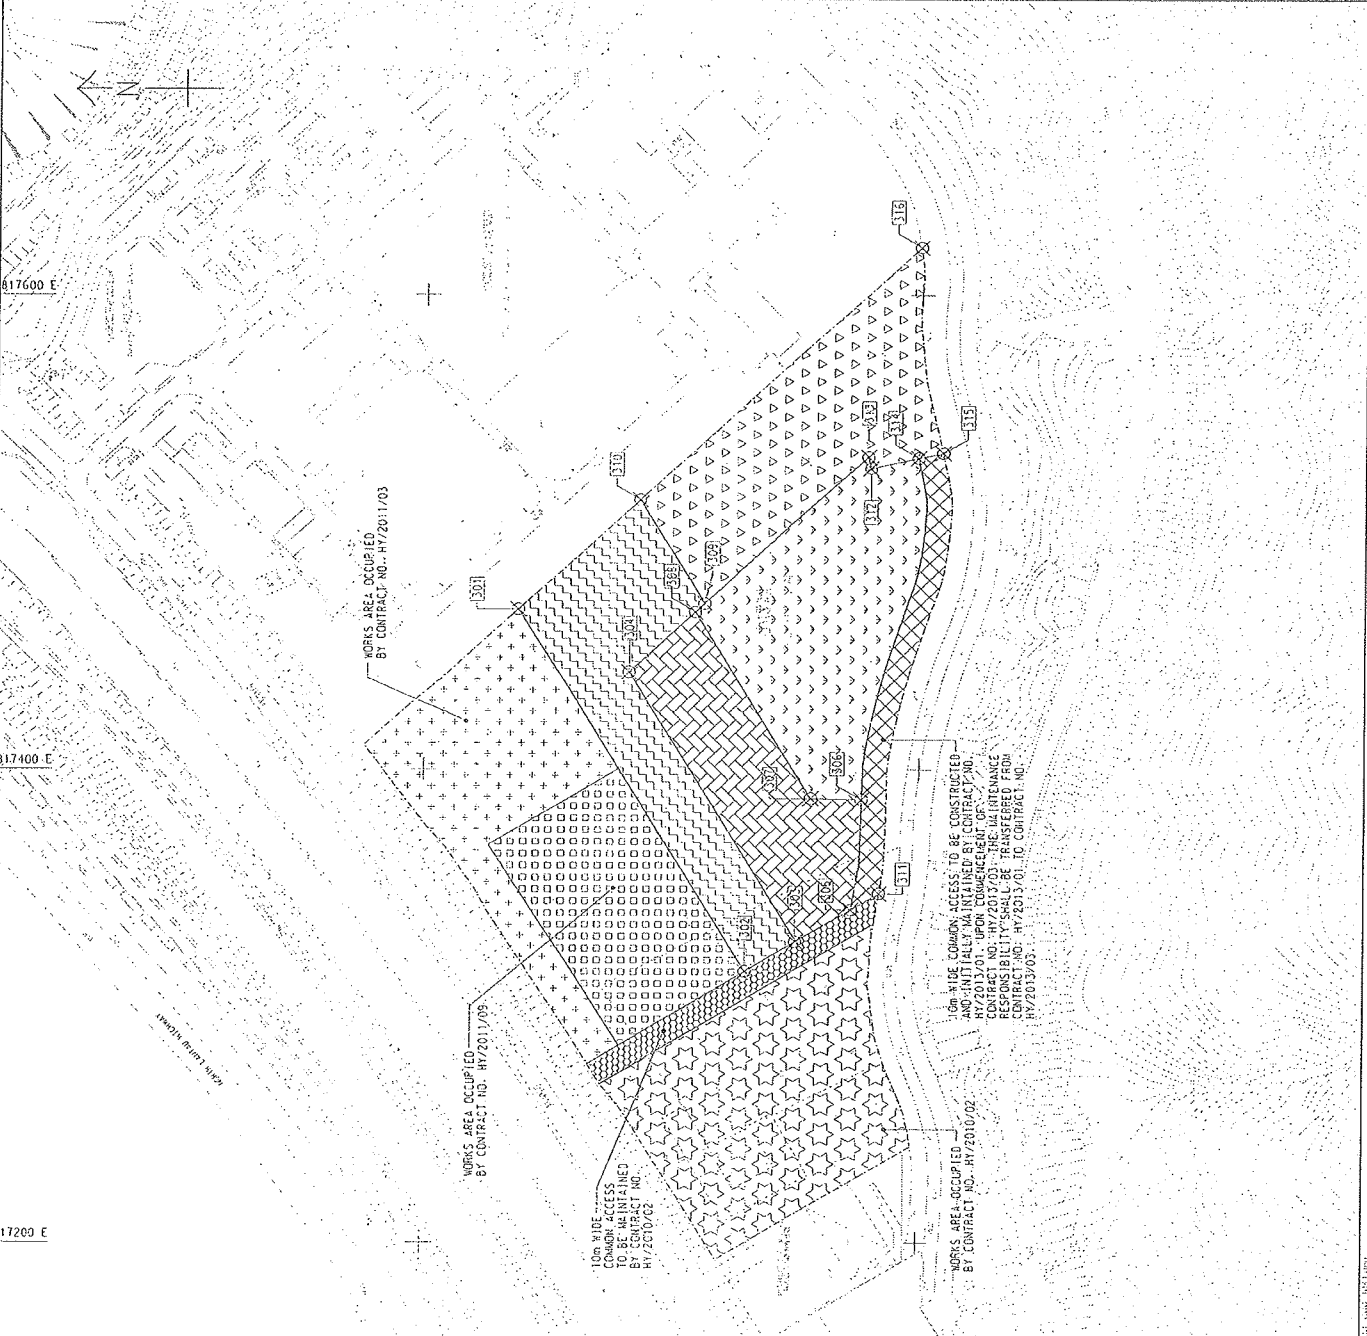 N
817600 E
817400 E
17200 E
WORKS AREA OCCUPIED
BY CONTRACT NO. HY/2011/03
WORKS AREA OCCUPIED
BY CONTRACT NO. HY/2011/09
10m WIDE
COMMON ACCESS
TO BE MAINTAINED
BY CONTRACT NO.
HY/2010/02
WORKS AREA OCCUPIED
BY CONTRACT NO. HY/2010/02
10m WIDE COMMON ACCESS TO BE CONSTRUCTED
AND INITIALLY MAINTAINED BY CONTRACT NO.
HY/2013/01. UPON COMMENCEMENT OF
CONTRACT NO. HY/2013/03, THE MAINTENANCE
RESPONSIBILITY SHALL BE TRANSFERRED FROM
CONTRACT NO. HY/2013/01 TO CONTRACT NO.
HY/2013/03.
NORTH LANTAU HIGHWAY
301
302
303
304
306
307
309
310
311
312
313
314
315
316